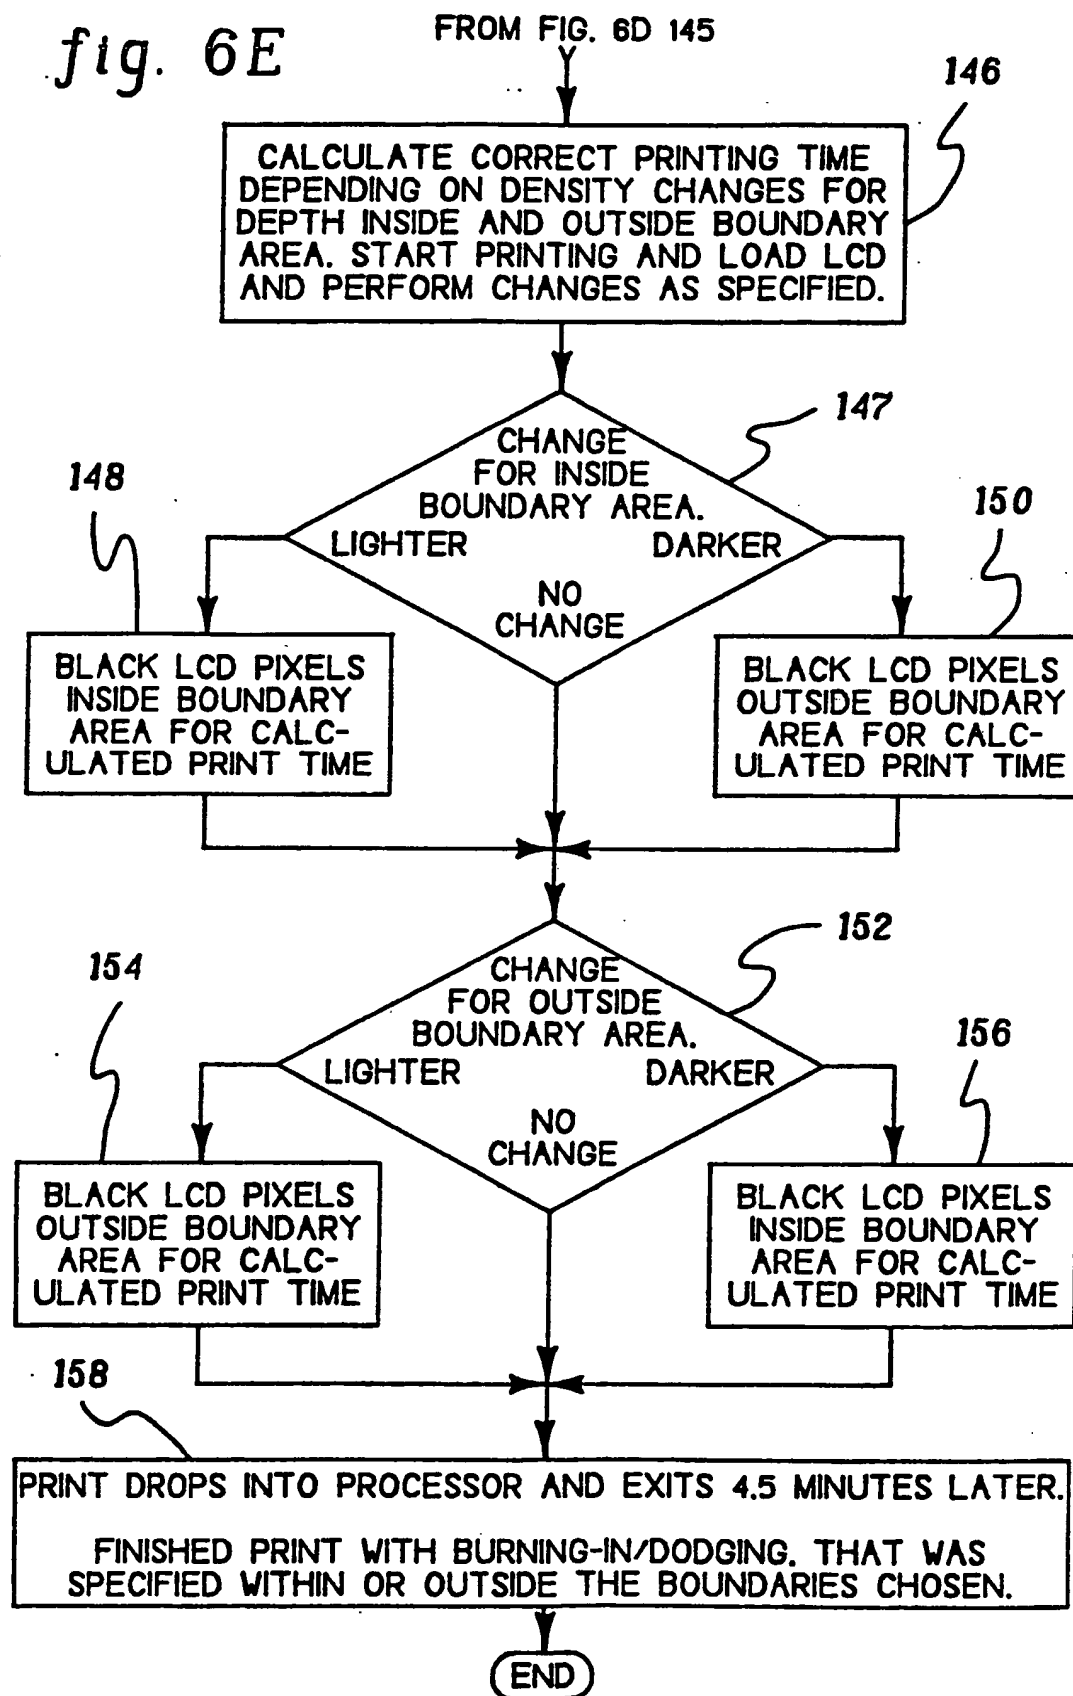 fig. 6E
FROM FIG. 6D 145
146
CALCULATE CORRECT PRINTING TIME
DEPENDING ON DENSITY CHANGES FOR
DEPTH INSIDE AND OUTSIDE BOUNDARY
AREA. START PRINTING AND LOAD LCD
AND PERFORM CHANGES AS SPECIFIED.
147
CHANGE
FOR INSIDE
BOUNDARY AREA.
LIGHTER DARKER
NO
CHANGE
148
BLACK LCD PIXELS
INSIDE BOUNDARY
AREA FOR CALC-
ULATED PRINT TIME
150
BLACK LCD PIXELS
OUTSIDE BOUNDARY
AREA FOR CALC-
ULATED PRINT TIME
152
CHANGE
FOR OUTSIDE
BOUNDARY AREA.
LIGHTER DARKER
NO
CHANGE
154
BLACK LCD PIXELS
OUTSIDE BOUNDARY
AREA FOR CALC-
ULATED PRINT TIME
156
BLACK LCD PIXELS
INSIDE BOUNDARY
AREA FOR CALC-
ULATED PRINT TIME
158
PRINT DROPS INTO PROCESSOR AND EXITS 4.5 MINUTES LATER.
FINISHED PRINT WITH BURNING-IN/DODGING. THAT WAS
SPECIFIED WITHIN OR OUTSIDE THE BOUNDARIES CHOSEN.
END